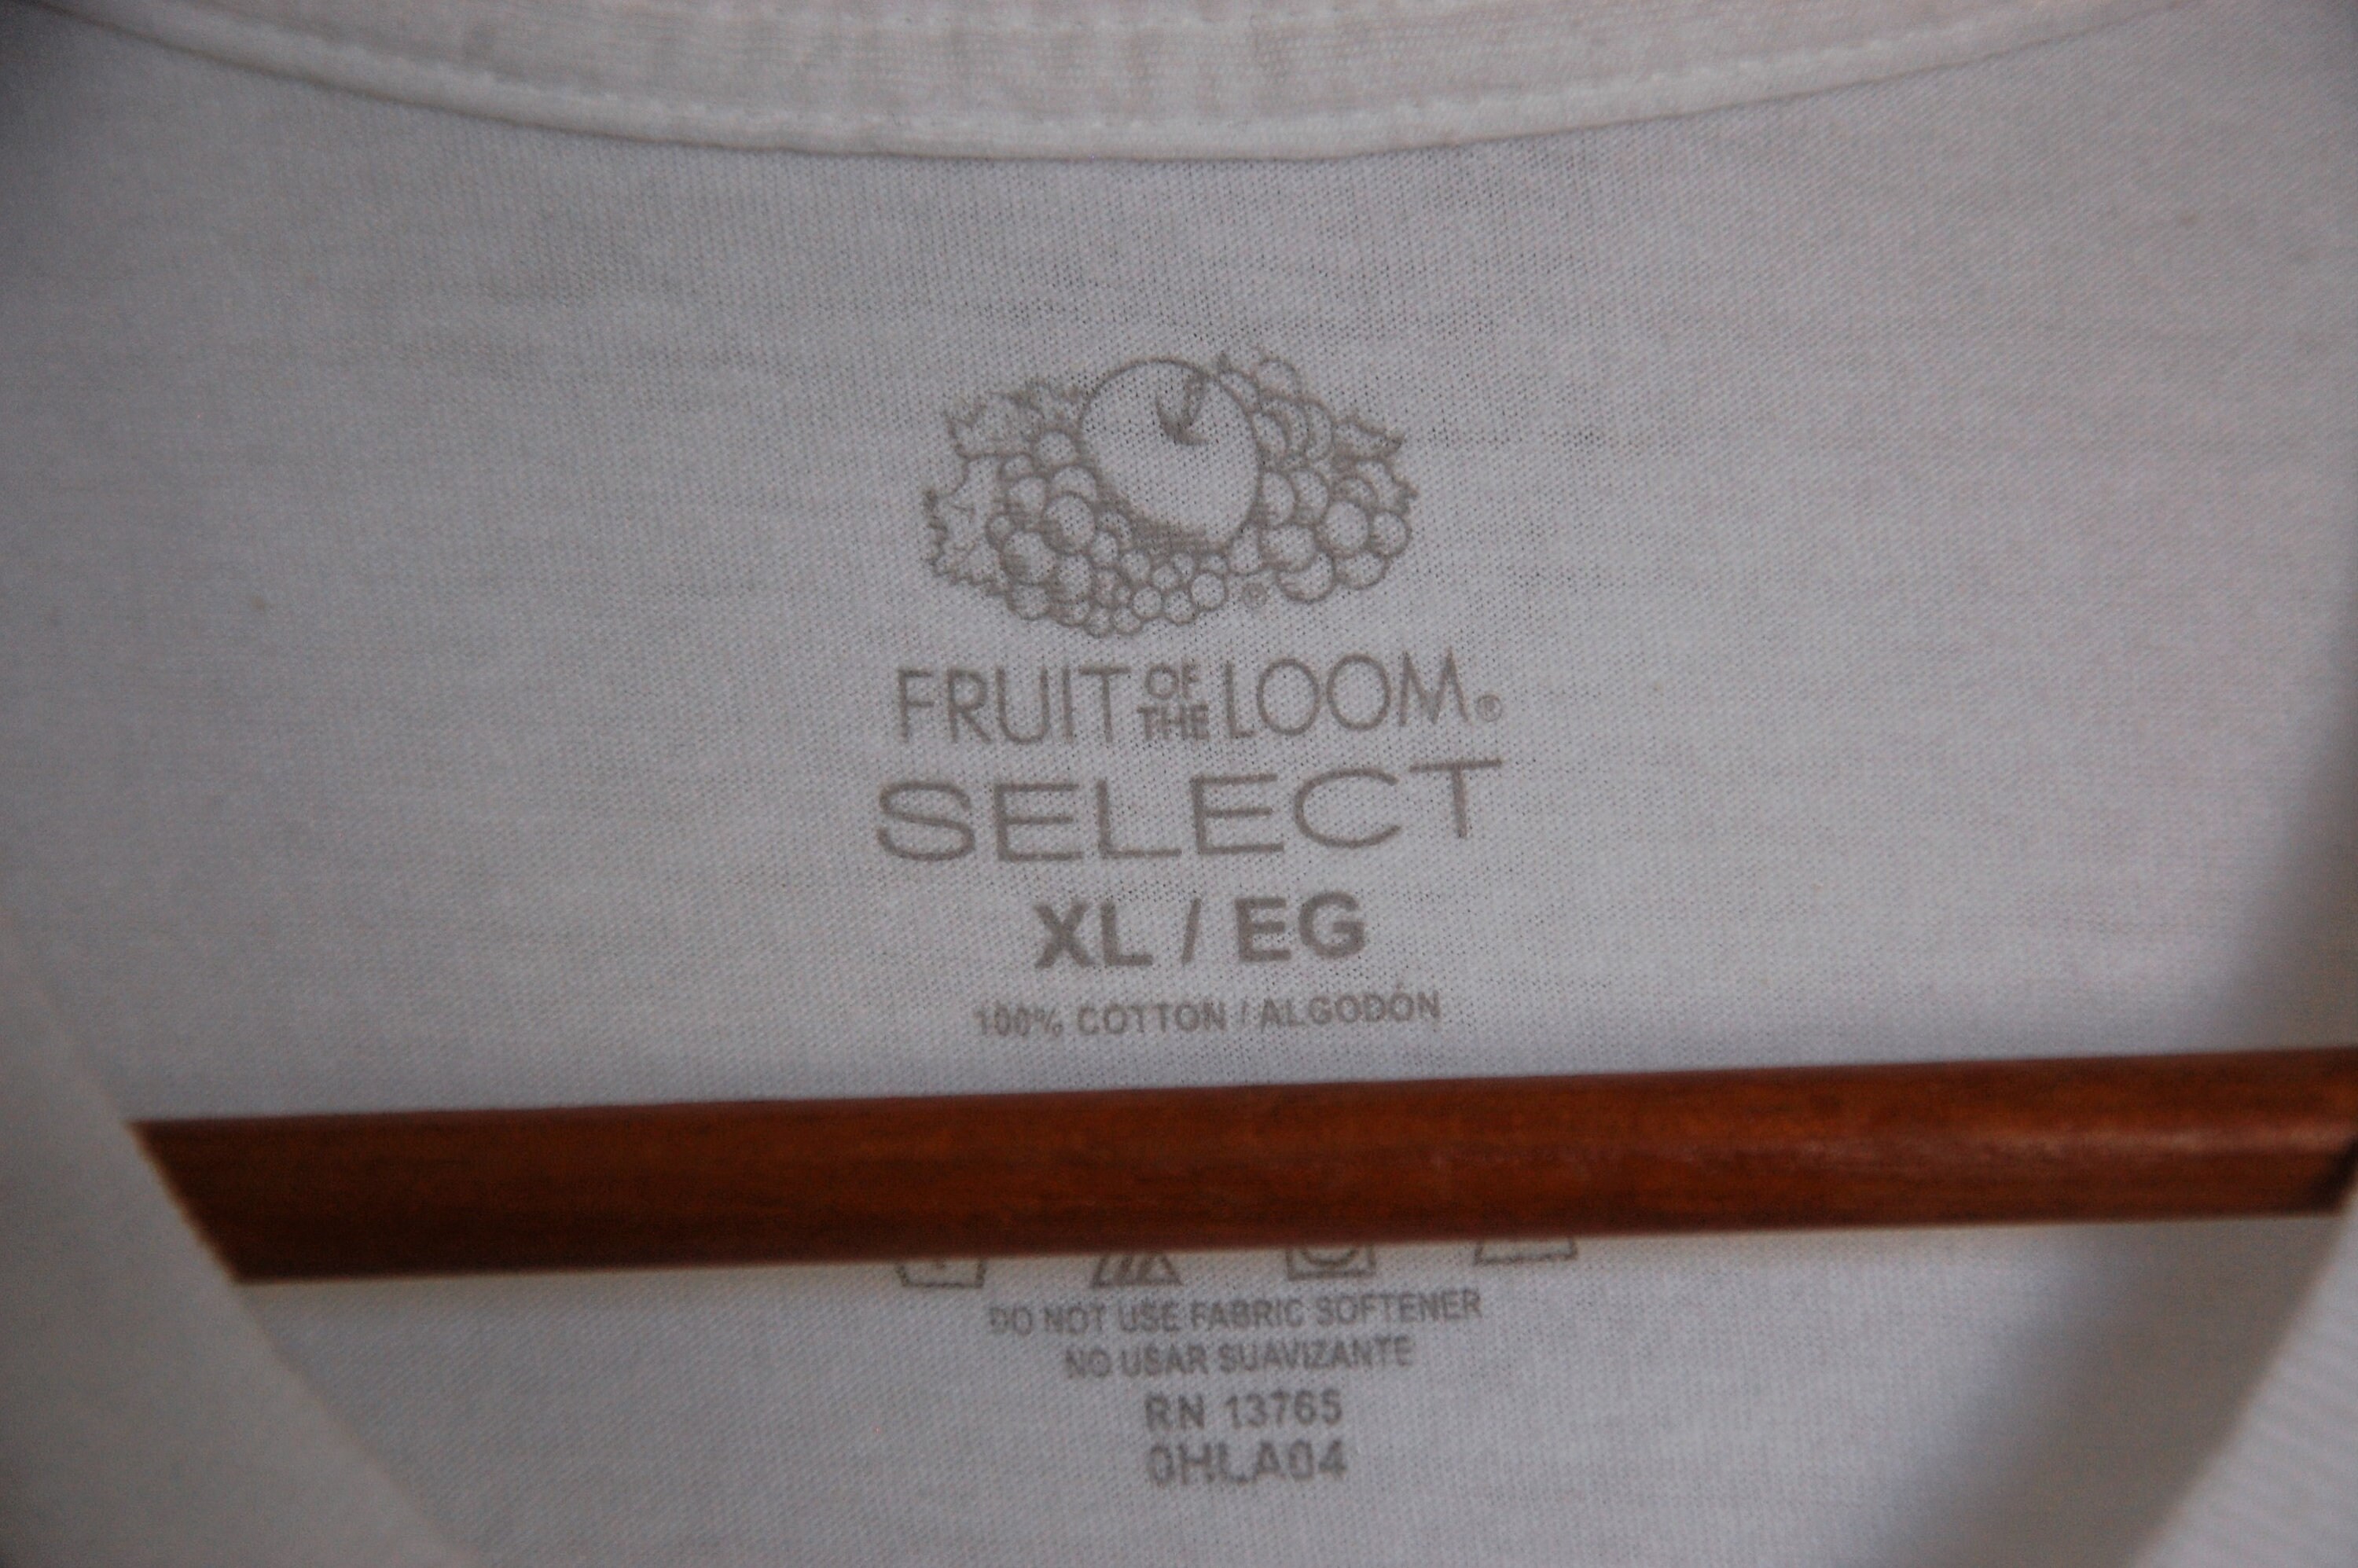 FRUIT OF THE LOOM®
SELECT
XL / EG
100% COTTON / ALGODÓN
DO NOT USE FABRIC SOFTENER
NO USAR SUAVIZANTE
RN 13765
0HLA04